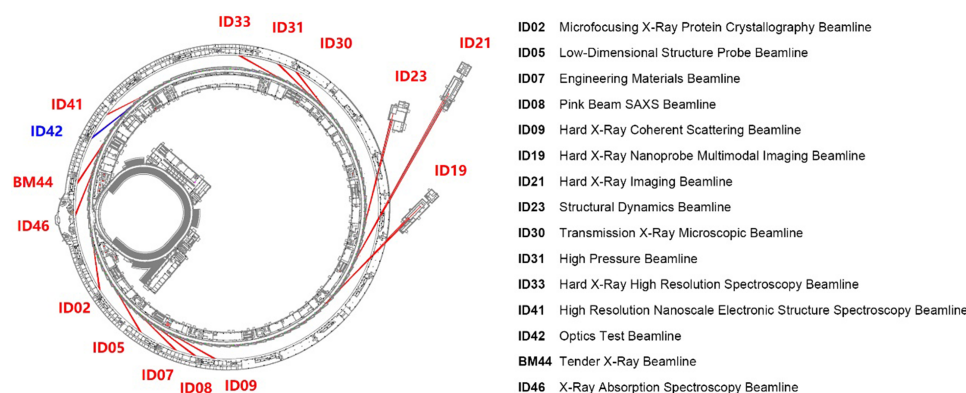 ID33
ID31
ID30
ID21
ID23
ID41
ID42
ID19
BM44
ID46
ID02
ID05
ID07
ID08
ID09
ID02 Microfocusing X-Ray Protein Crystallography Beamline
ID05 Low-Dimensional Structure Probe Beamline
ID07 Engineering Materials Beamline
ID08 Pink Beam SAXS Beamline
ID09 Hard X-Ray Coherent Scattering Beamline
ID19 Hard X-Ray Nanoprobe Multimodal Imaging Beamline
ID21 Hard X-Ray Imaging Beamline
ID23 Structural Dynamics Beamline
ID30 Transmission X-Ray Microscopic Beamline
ID31 High Pressure Beamline
ID33 Hard X-Ray High Resolution Spectroscopy Beamline
ID41 High Resolution Nanoscale Electronic Structure Spectroscopy Beamline
ID42 Optics Test Beamline
BM44 Tender X-Ray Beamline
ID46 X-Ray Absorption Spectroscopy Beamline